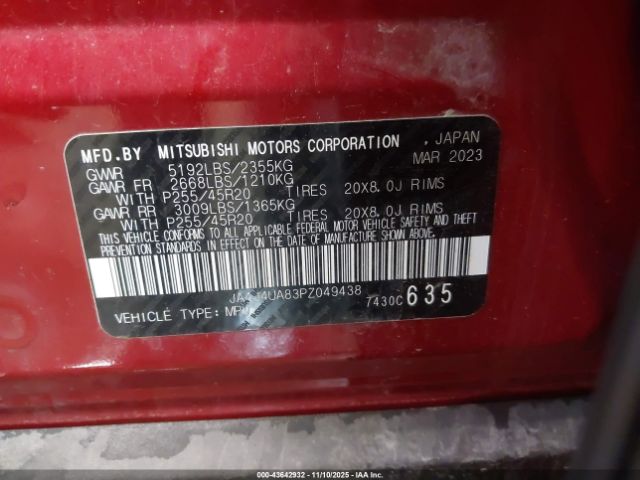 MFD.BY MITSUBISHI MOTORS CORPORATION , JAPAN
GVWR 5192LBS/2355KG MAR 2023
GAWR FR 2668LBS/1210KG
WITH P255/45R20 TIRES 20X8.0J RIMS
GAWR RR 3009LBS/1365KG
WITH P255/45R20 TIRES 20X8.0J RIMS
THIS VEHICLE CONFORMS TO ALL APPLICABLE FEDERAL MOTOR VEHICLE SAFETY AND THEFT
PREVENTION STANDARDS IN EFFECT ON THE DATE OF MANUFACTURE SHOWN ABOVE.
7430C 635
VEHICLE TYPE:
IAA
000-43642932 - 11/10/2025 - copart.com